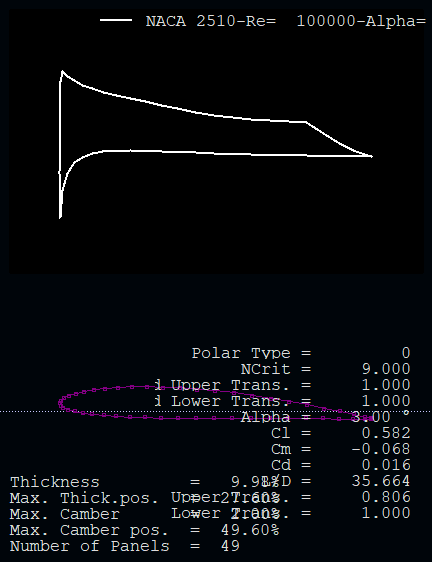 NACA 2510-Re= 100000-Alpha=
Polar Type = 0
NCrit = 9.000
i Upper Trans. = 1.000
i Lower Trans. = 1.000
Alpha = 3.00 °
Cl = 0.582
Cm = -0.068
Cd = 0.016
L/D = 35.664
Upper Trans. = 0.806
Lower Trans. = 1.000
Thickness = 9.98%
Max. Thick.pos. = 27.60%
Max. Camber = 2.00%
Max. Camber pos. = 49.60%
Number of Panels = 49